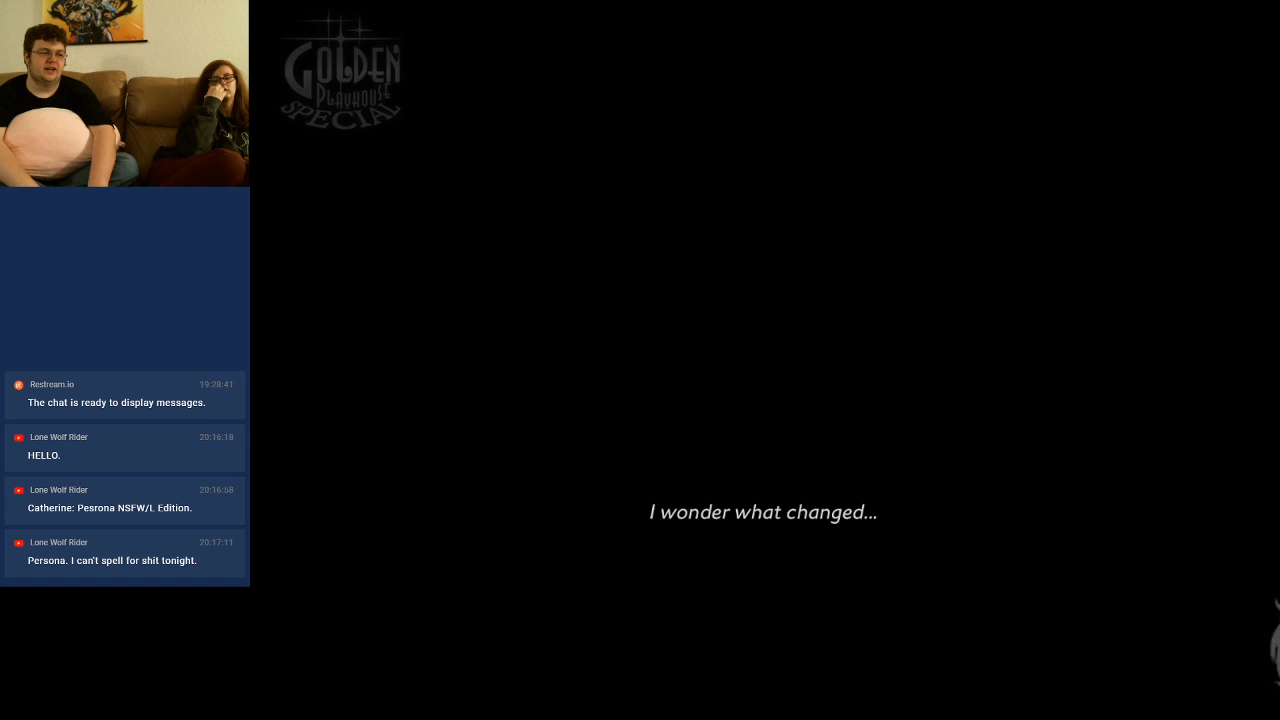 GOLDEN
PLAYHOUSE
SPECIAL
Restream.io 19:28:41
The chat is ready to display messages.
Lone Wolf Rider 20:16:18
HELLO.
Lone Wolf Rider 20:16:58
Catherine: Pesrona NSFW/L Edition.
Lone Wolf Rider 20:17:11
Persona. I can't spell for shit tonight.
I wonder what changed...